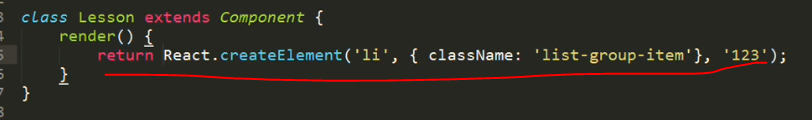 class Lesson extends Component {
render() {
return React.createElement('li', { className: 'list-group-item'}, '123');
}
}